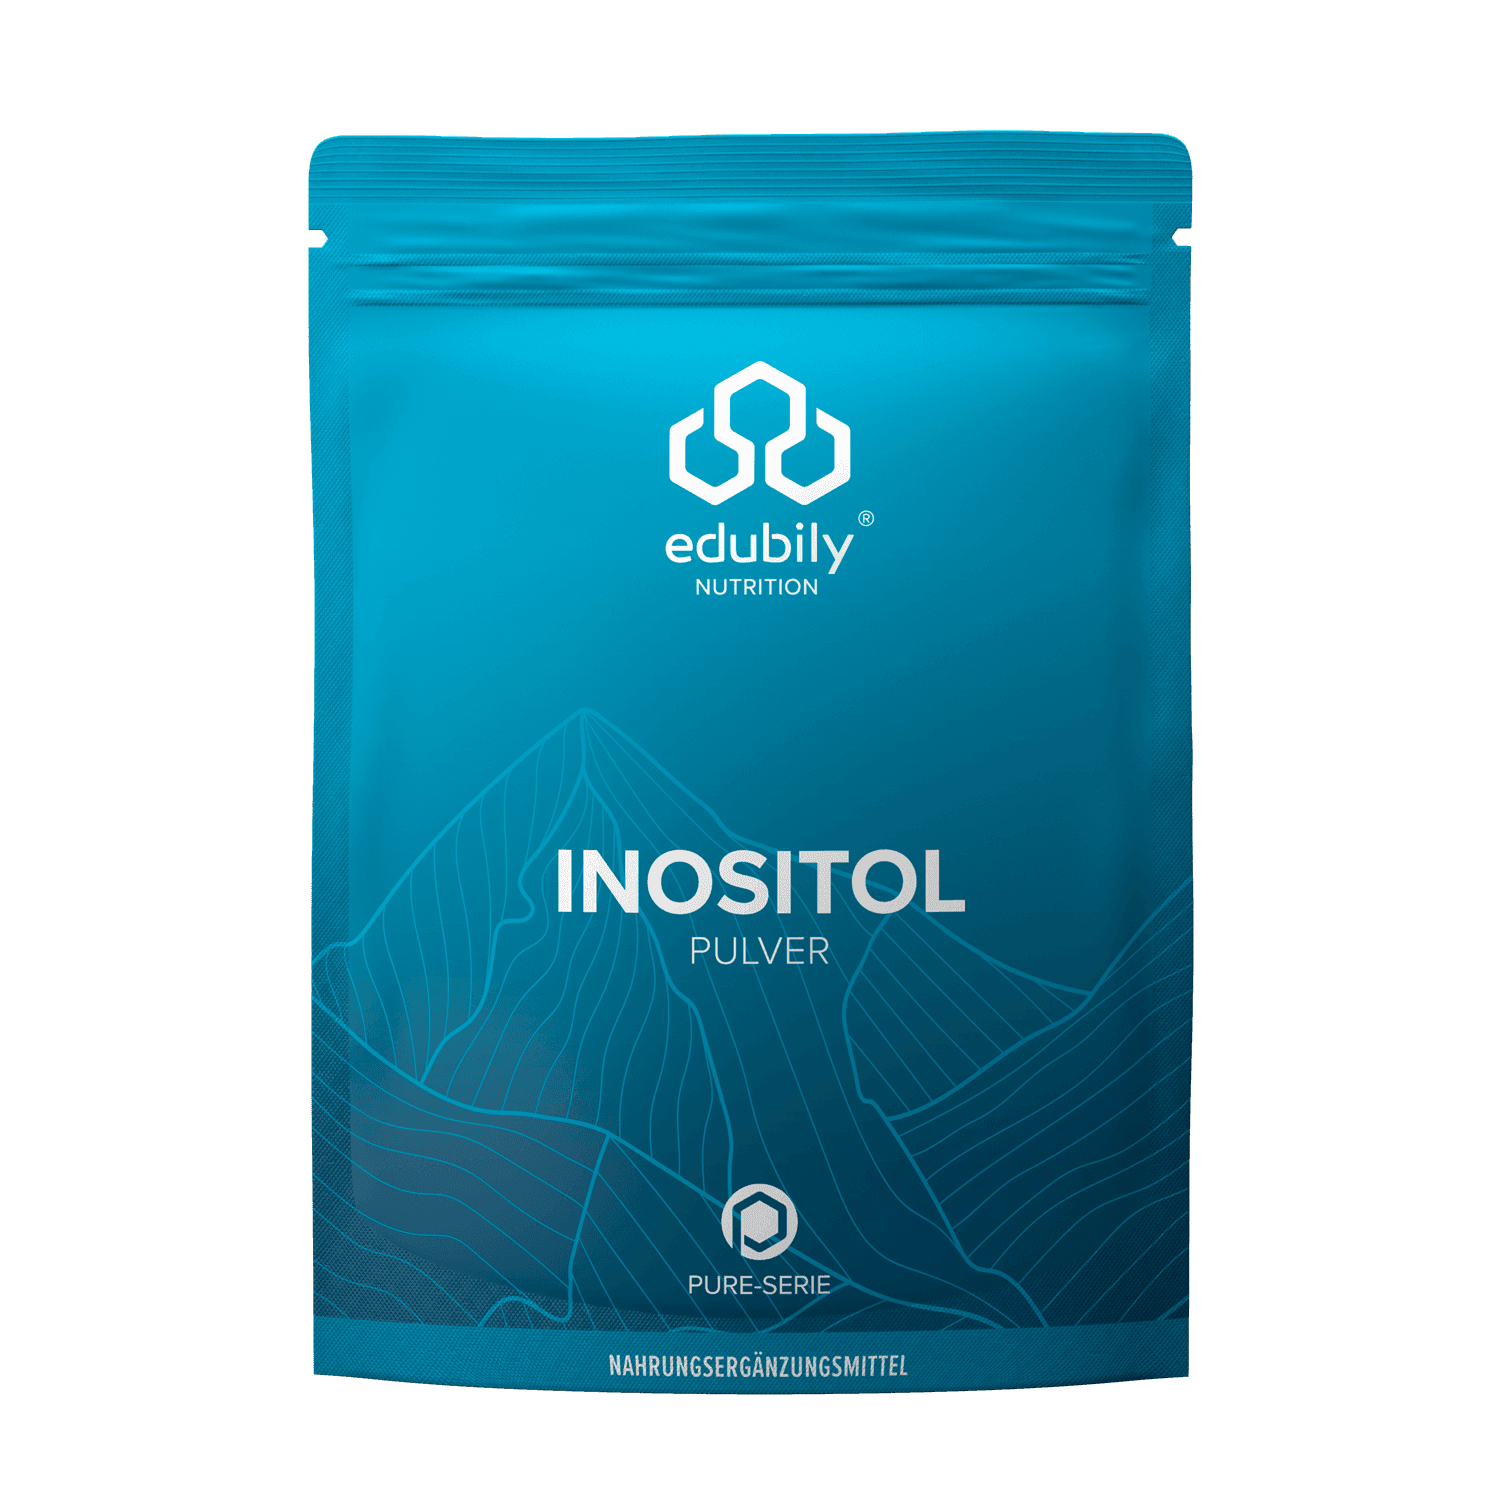 edubily®
NUTRITION
INOSITOL
PULVER
PURE-SERIE
NAHRUNGSERGÄNZUNGSMITTEL